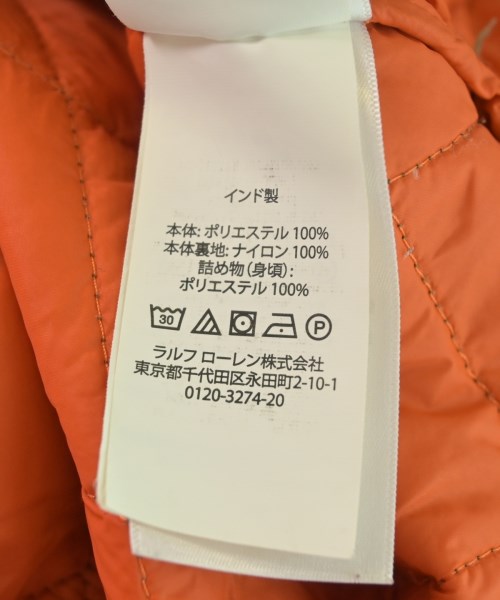 インド製
本体: ポリエステル 100%
本体裏地: ナイロン 100%
詰め物 (身頃) :
ポリエステル 100%
30 P
ラルフ ローレン株式会社
東京都千代田区永田町2-10-1
0120-3274-20